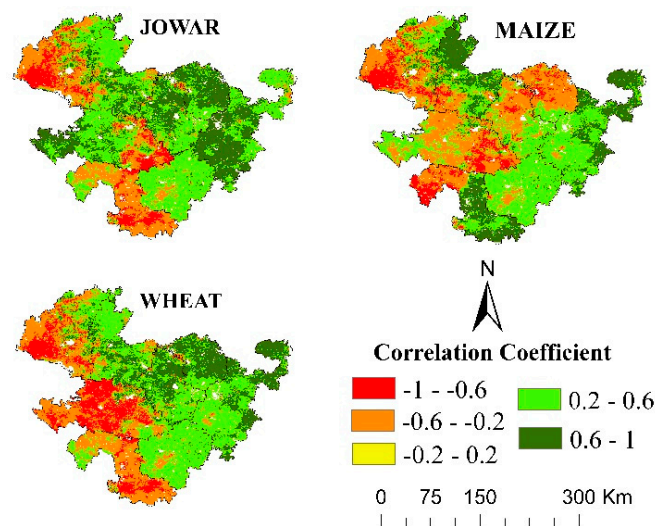 JOWAR
MAIZE
WHEAT
N
Correlation Coefficient
-1 - -0.6
-0.6 - -0.2
-0.2 - 0.2
0.2 - 0.6
0.6 - 1
0 75 150 300 Km